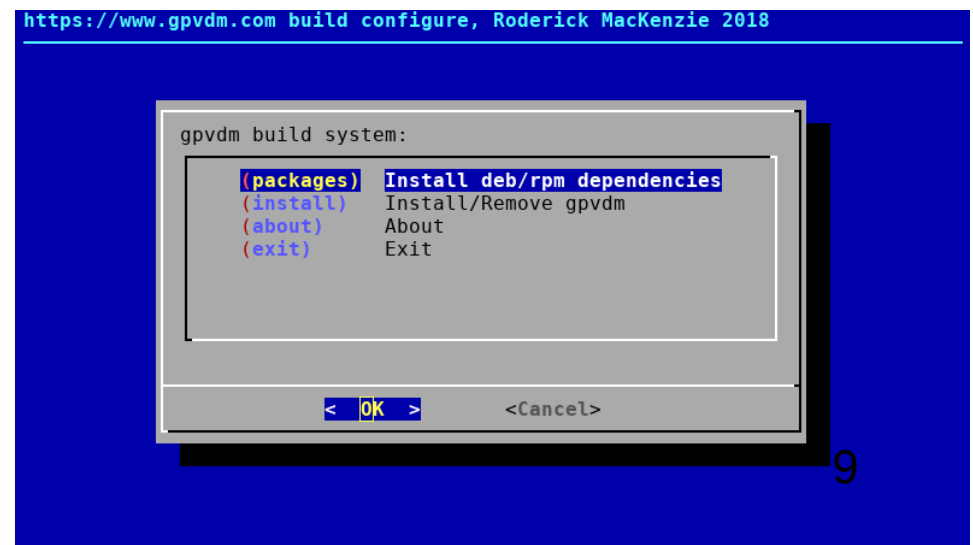 https://www.gpvdm.com build configure, Roderick MacKenzie 2018
gpvdm build system:
(packages) Install deb/rpm dependencies
(install) Install/Remove gpvdm
(about) About
(exit) Exit
< OK > <Cancel>
9